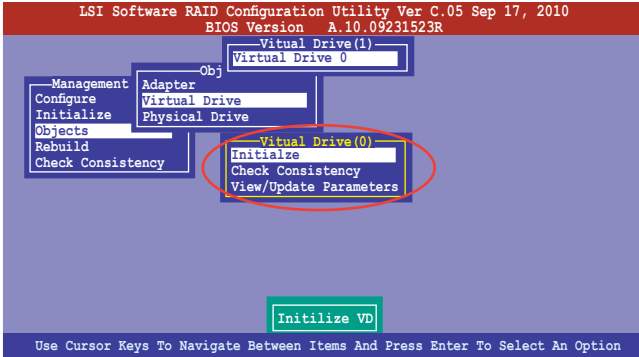 LSI Software RAID Configuration Utility Ver C.05 Sep 17, 2010
BIOS Version A.10.09231523R
Vitual Drive(1)
Virtual Drive 0
Obj
Adapter
Virtual Drive
Physical Drive
Management
Configure
Initialize
Objects
Rebuild
Check Consistency
Vitual Drive(0)
Initialze
Check Consistency
View/Update Parameters
Initilize VD
Use Cursor Keys To Navigate Between Items And Press Enter To Select An Option